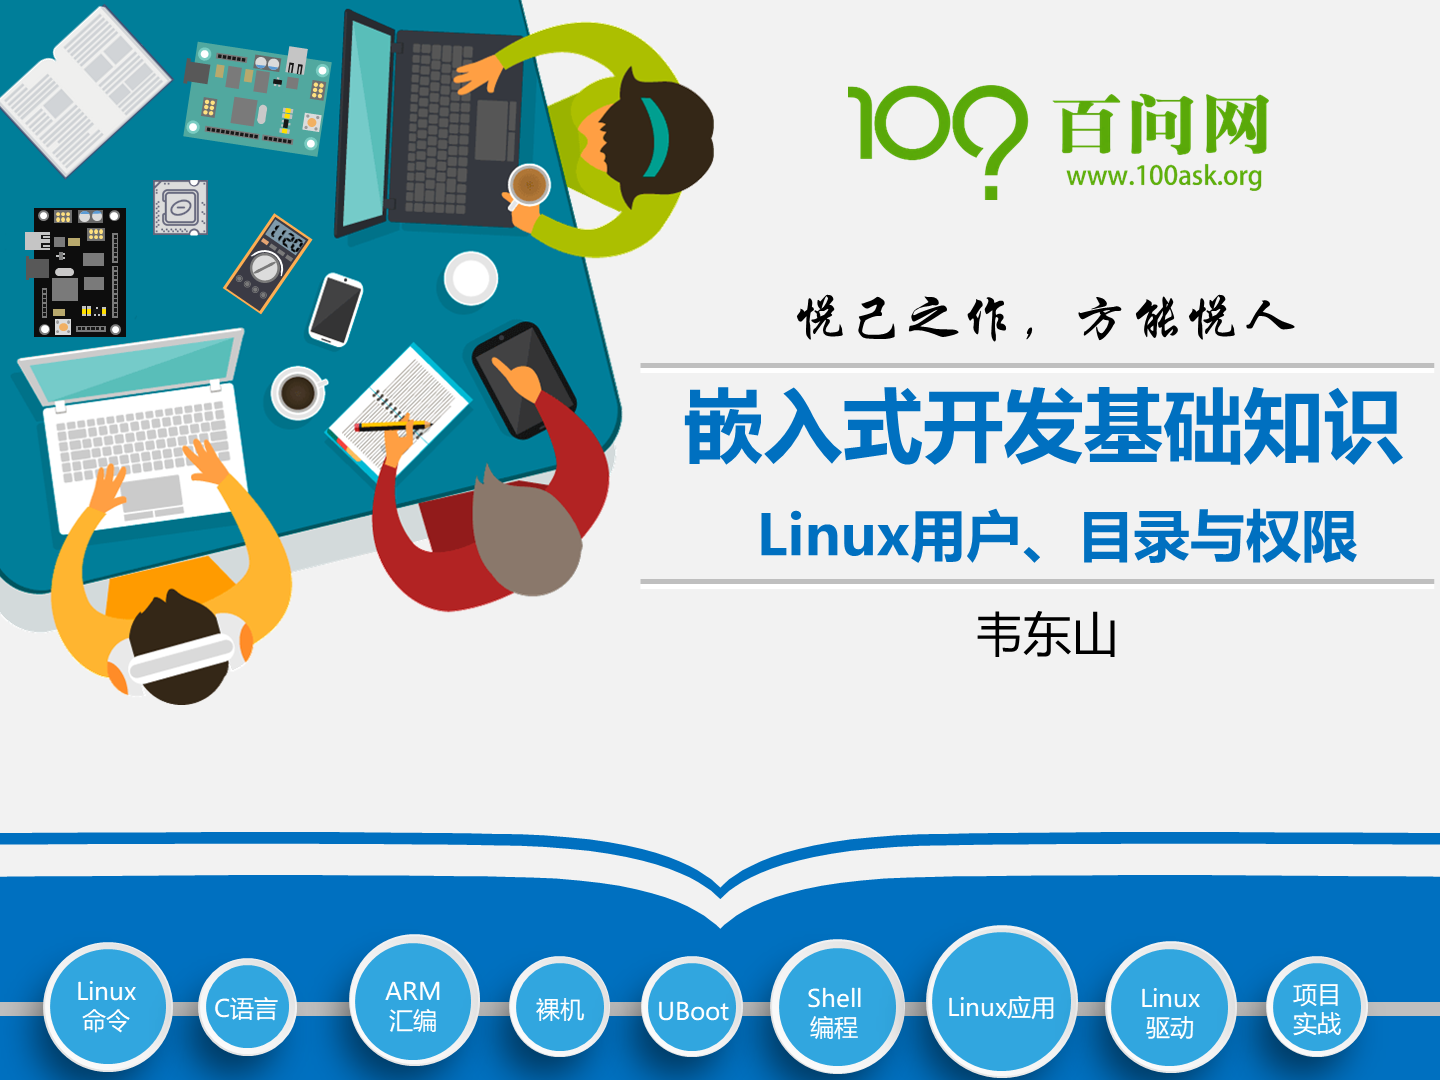 1120
100?
百问网
www.100ask.org
悦己之作，方能悦人
嵌入式开发基础知识
Linux用户、目录与权限
韦东山
Linux
命令
C语言
ARM
汇编
裸机
UBoot
Shell
编程
Linux应用
Linux
驱动
项目
实战